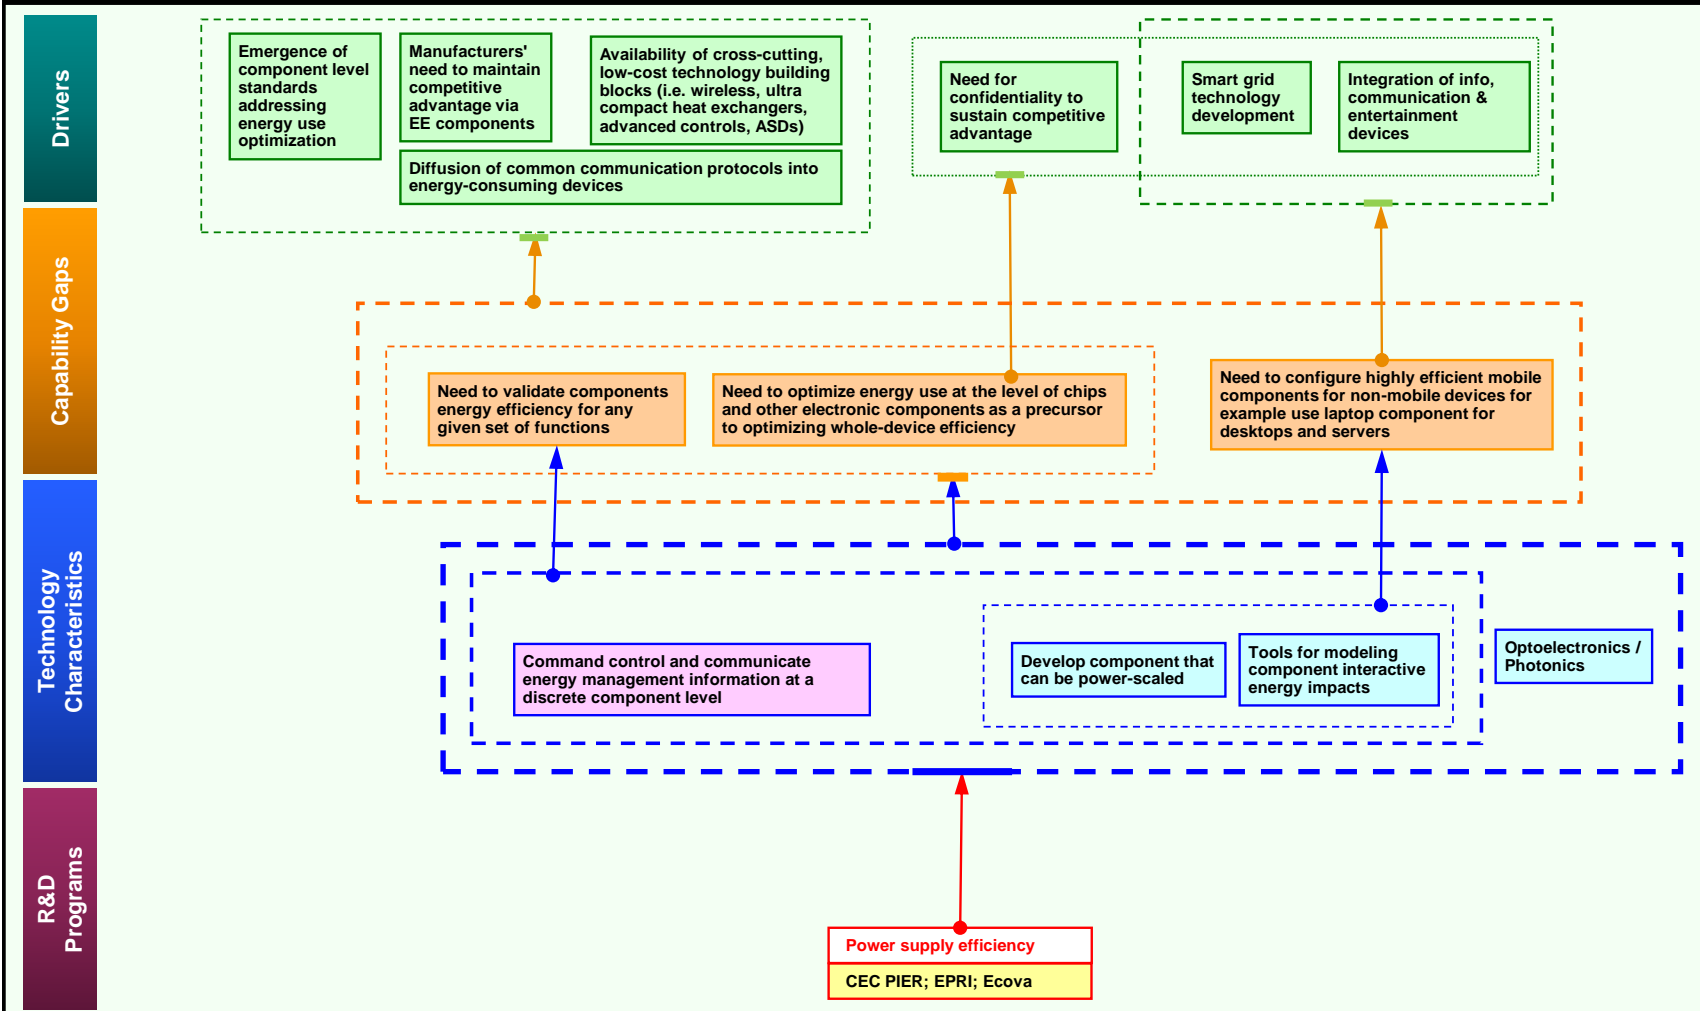 Drivers
Emergence of
component level
standards
addressing
energy use
optimization
Manufacturers'
need to maintain
competitive
advantage via
EE components
Availability of cross-cutting,
low-cost technology building
blocks (i.e. wireless, ultra
compact heat exchangers,
advanced controls, ASDs)
Diffusion of common communication protocols into
energy-consuming devices
Need for
confidentiality to
sustain competitive
advantage
Smart grid
technology
development
Integration of info,
communication &
entertainment
devices
Capability Gaps
Need to validate components
energy efficiency for any
given set of functions
Need to optimize energy use at the level of chips
and other electronic components as a precursor
to optimizing whole-device efficiency
Need to configure highly efficient mobile
components for non-mobile devices for
example use laptop component for
desktops and servers
Technology
Characteristics
Command control and communicate
energy management information at a
discrete component level
Develop component that
can be power-scaled
Tools for modeling
component interactive
energy impacts
Optoelectronics /
Photonics
R&D
Programs
Power supply efficiency
CEC PIER; EPRI; Ecova